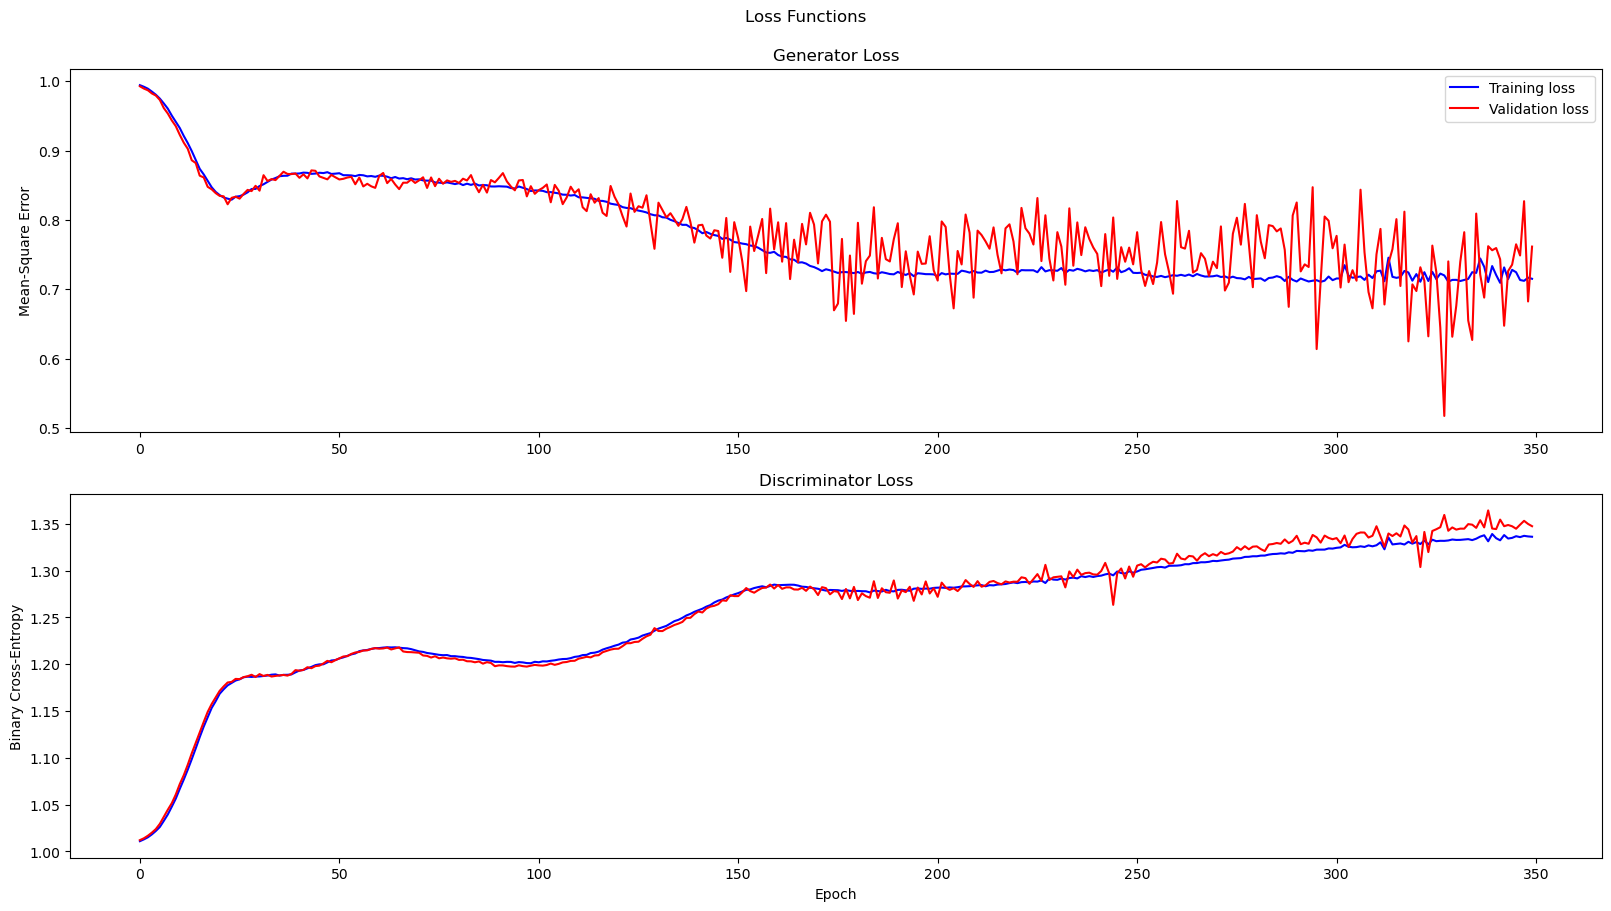 Loss Functions
Generator Loss
Training loss
Validation loss
Mean-Square Error
1.0
0.9
0.8
0.7
0.6
0.5
0 50 100 150 200 250 300 350
Discriminator Loss
Binary Cross-Entropy
1.35
1.30
1.25
1.20
1.15
1.10
1.05
1.00
0 50 100 150 200 250 300 350
Epoch